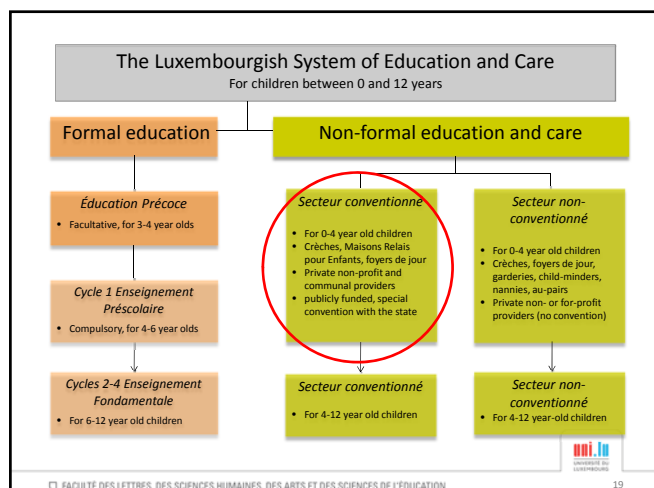 The Luxembourgish System of Education and Care
For children between 0 and 12 years
Formal education
Non-formal education and care
Éducation Précoce
• Facultative, for 3-4 year olds
Cycle 1 Enseignement
Préscolaire
• Compulsory, for 4-6 year olds
Cycles 2-4 Enseignement
Fondamentale
• For 6-12 year old children
Secteur conventionné
• For 0-4 year old children
• Crèches, Maisons Relais
pour Enfants, foyers de jour
• Private non-profit and
communal providers
• publicly funded, special
convention with the state
Secteur conventionné
• For 4-12 year old children
Secteur non-
conventionné
• For 0-4 year old children
• Crèches, foyers de jour,
garderies, child-minders,
nannies, au-pairs
• Private non- or for-profit
providers (no convention)
Secteur non-
conventionné
• For 4-12 year-old children
uni.lu
UNIVERSITÉ DU
LUXEMBOURG
FACULTÉ DES LETTRES, DES SCIENCES HUMAINES, DES ARTS ET DES SCIENCES DE L'ÉDUCATION
19